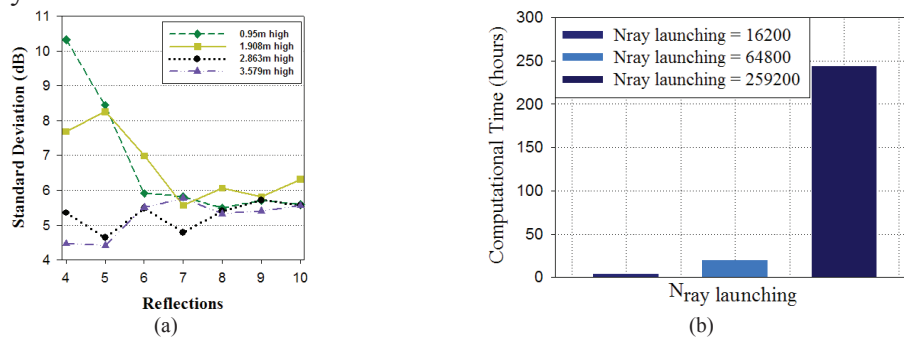 11
10
9
8
7
6
5
4
Standard Deviation (dB)
0.95m high
1.908m high
2.863m high
3.579m high
4 5 6 7 8 9 10
Reflections
(a)
300
250
200
150
100
50
0
Computational Time (hours)
Nray launching = 16200
Nray launching = 64800
Nray launching = 259200
Nray launching
(b)